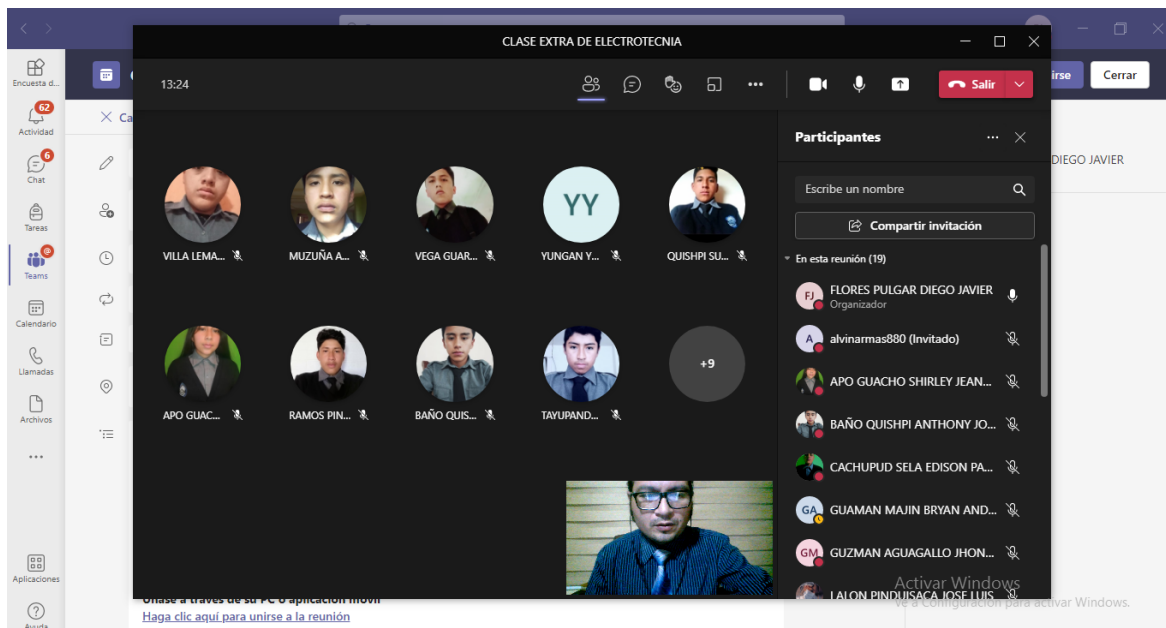 CLASE EXTRA DE ELECTROTECNIA
Encuesta d...
62
Actividad
6
Chat
Tareas
@
Teams
Calendario
Llamadas
Archivos
Aplicaciones
Ayuda
Ca
irse
Cerrar
DIEGO JAVIER
13:24
Salir
VILLA LEMA...
MUZUÑA A...
VEGA GUAR...
YY
YUNGAN Y...
QUISHPI SU...
APO GUAC...
RAMOS PIN...
BAÑO QUIS...
TAYUPAND...
+9
Participantes
Escribe un nombre
Compartir invitación
En esta reunión (19)
FJ
FLORES PULGAR DIEGO JAVIER
Organizador
A
alvinarmas880 (Invitado)
APO GUACHO SHIRLEY JEAN...
BAÑO QUISHPI ANTHONY JO...
CACHUPUD SELA EDISON PA...
GA
GUAMAN MAJIN BRYAN AND...
GM
GUZMAN AGUAGALLO JHON...
LALON PINDUISACA JOSE LUIS
Activar Windows
Ve a Configuración para activar Windows.
Únase a través de su PC o aplicación móvil
Haga clic aquí para unirse a la reunión